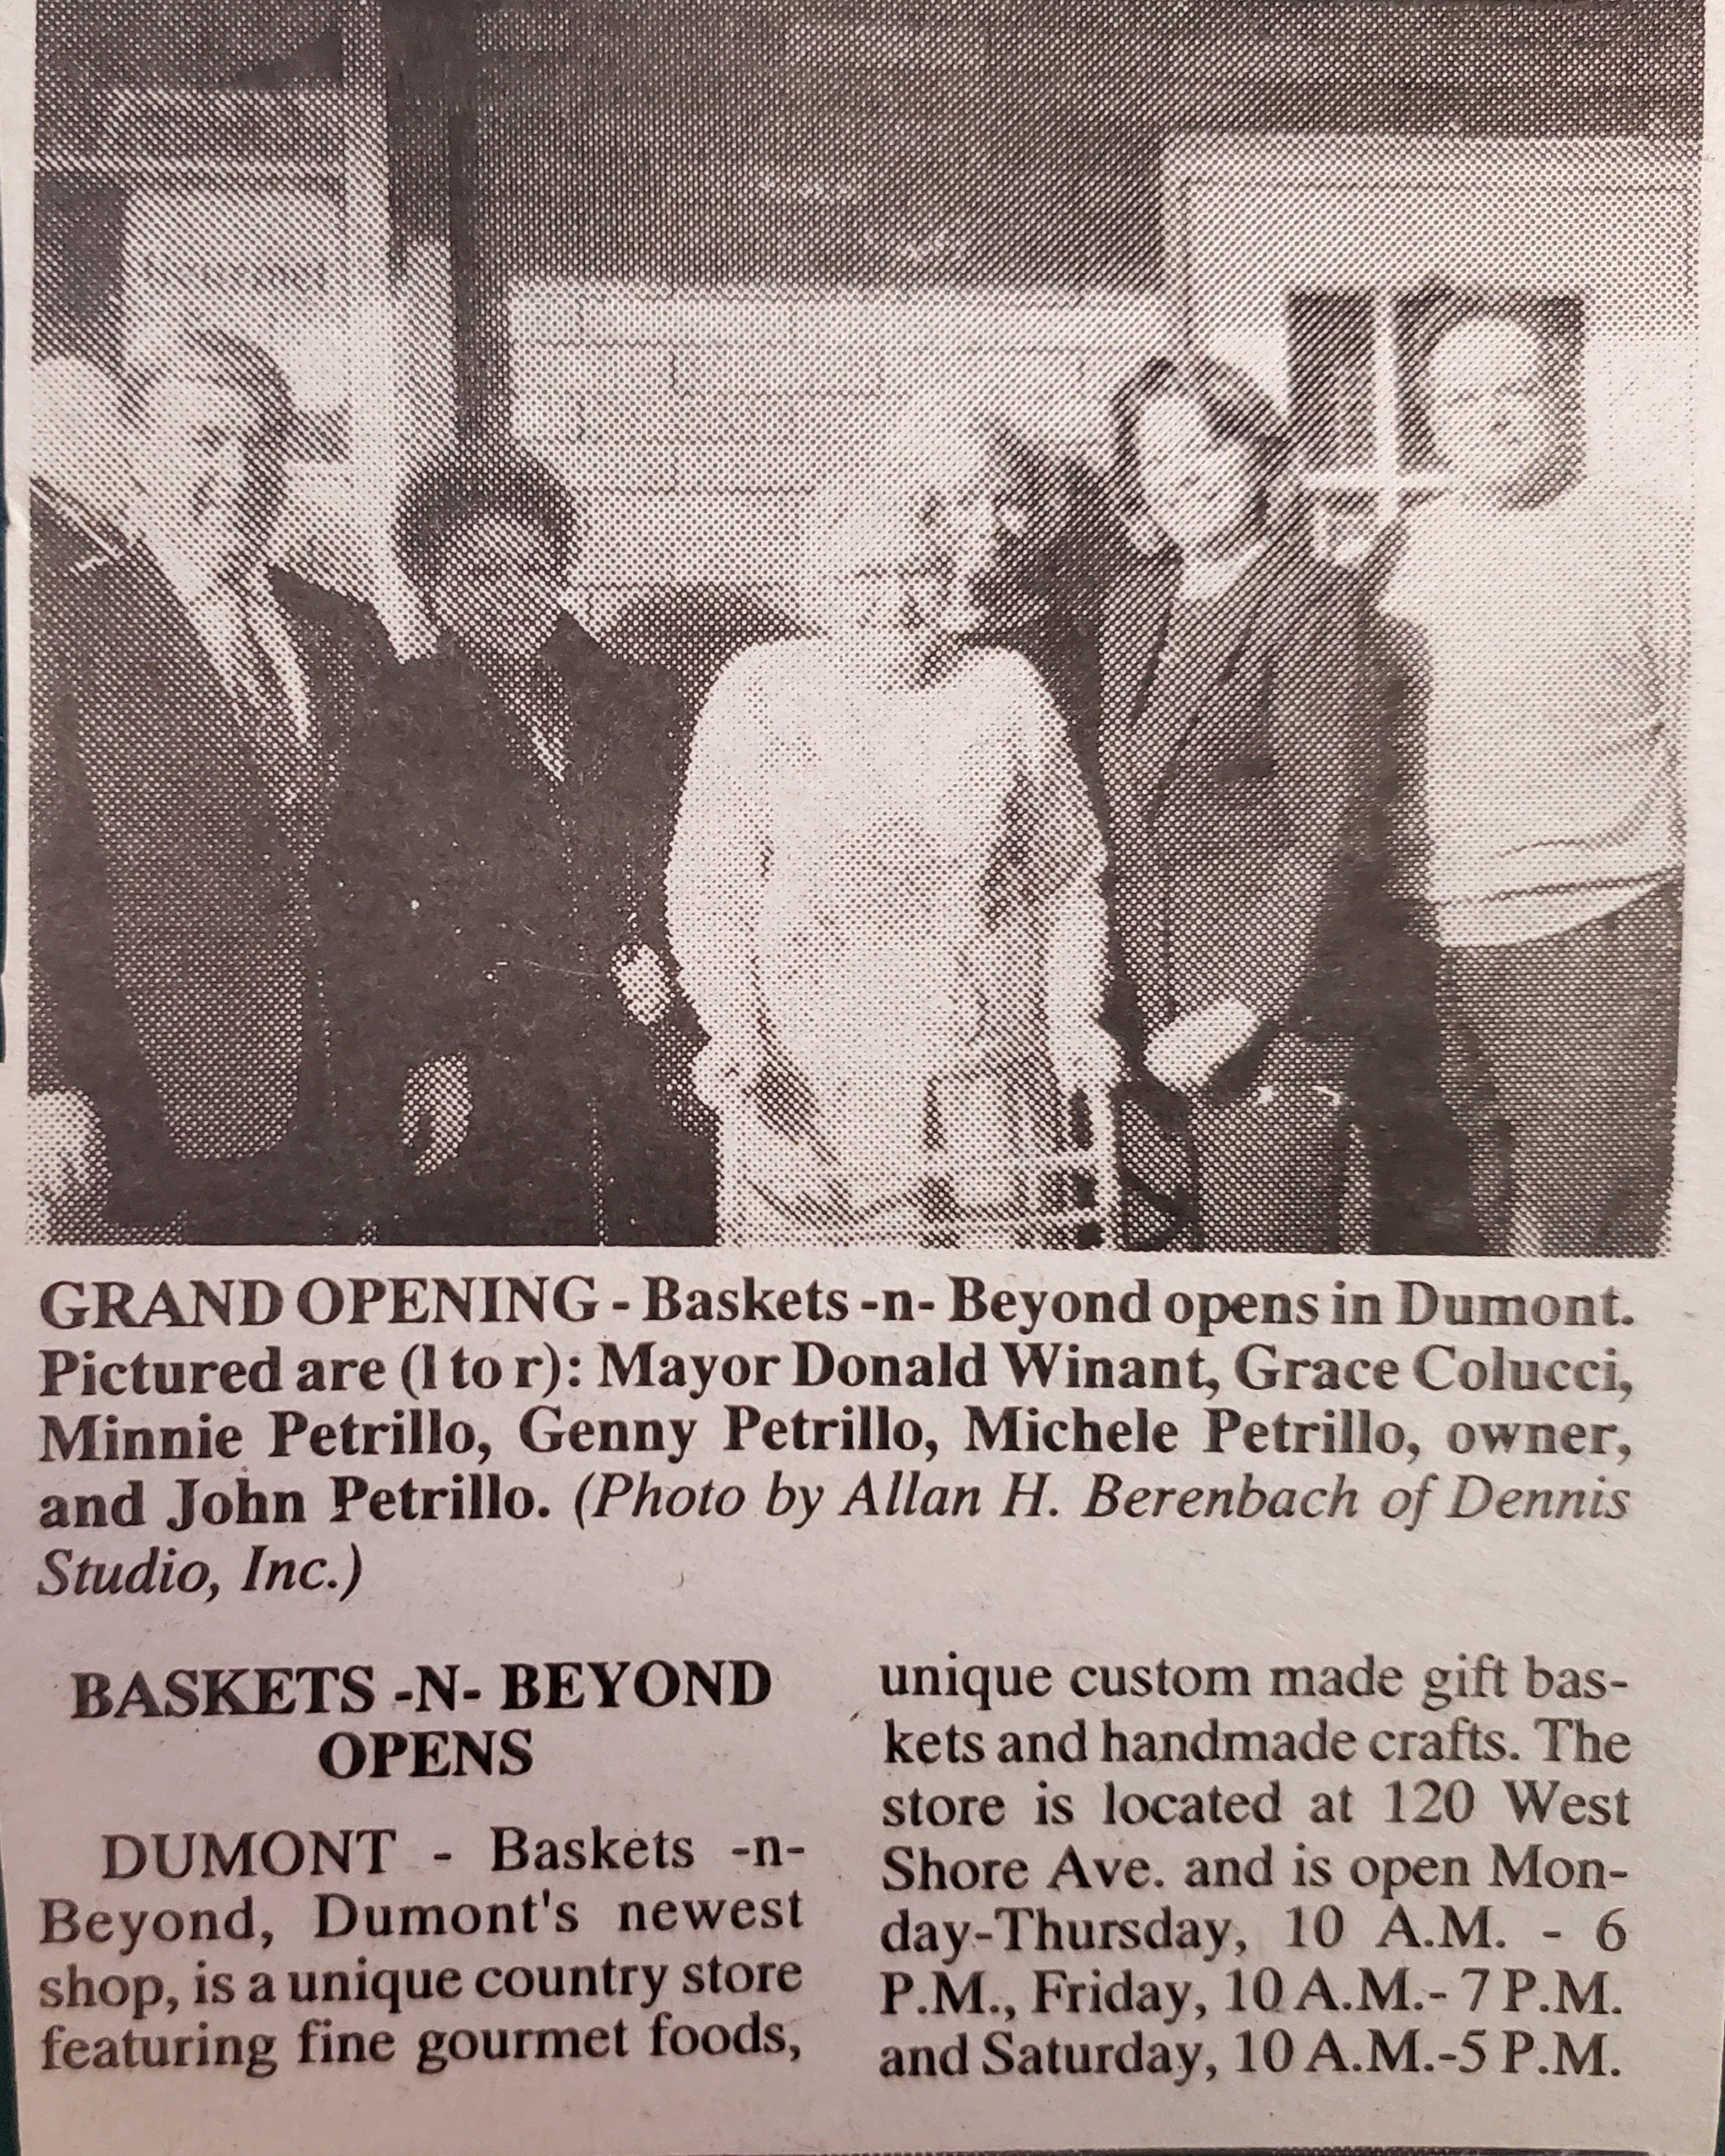 GRAND OPENING - Baskets -n- Beyond opens in Dumont.
Pictured are (l to r): Mayor Donald Winant, Grace Colucci,
Minnie Petrillo, Genny Petrillo, Michele Petrillo, owner,
and John Petrillo. (Photo by Allan H. Berenbach of Dennis
Studio, Inc.)
BASKETS -N- BEYOND
OPENS
DUMONT - Baskets -n-
Beyond, Dumont's newest
shop, is a unique country store
featuring fine gourmet foods,
unique custom made gift bas-
kets and handmade crafts. The
store is located at 120 West
Shore Ave. and is open Mon-
day-Thursday, 10 A.M. - 6
P.M., Friday, 10 A.M.- 7 P.M.
and Saturday, 10 A.M.-5 P.M.